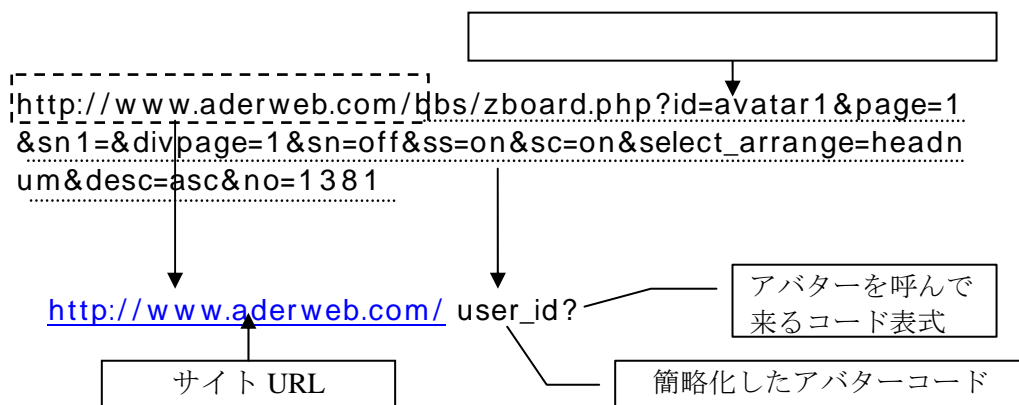 http://www.aderweb.com/bbs/zboard.php?id=avatar1&page=1
&sn1=&divpage=1&sn=off&ss=on&sc=on&select_arrange=headn
um&desc=asc&no=1381
http://www.aderweb.com/ user_id?
アバターを呼んで
来るコード表式
サイト URL
簡略化したアバターコード